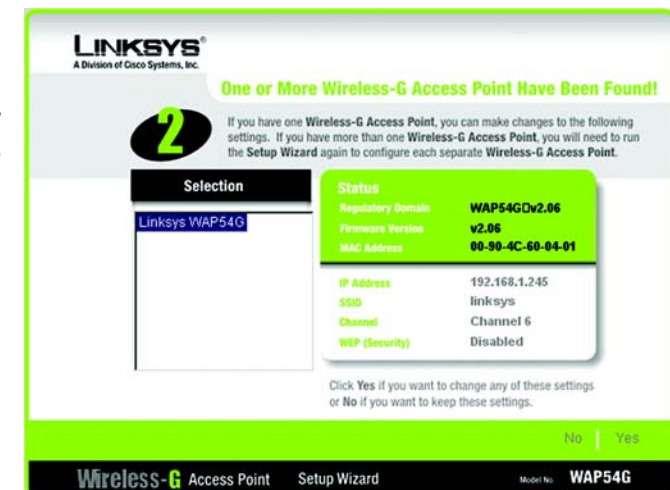 LINKSYS®
A Division of Cisco Systems, Inc.
One or More Wireless-G Access Point Have Been Found!
2
If you have one Wireless-G Access Point, you can make changes to the following
settings. If you have more than one Wireless-G Access Point, you will need to run
the Setup Wizard again to configure each separate Wireless-G Access Point.
Selection
Linksys WAP54G
Status
Regulatory Domain WAP54G□v2.06
Firmware Version v2.06
MAC Address 00-90-4C-60-04-01
IP Address 192.168.1.245
SSID linksys
Channel Channel 6
WEP (Security) Disabled
Click Yes if you want to change any of these settings
or No if you want to keep these settings.
No | Yes
Wireless-G Access Point Setup Wizard Model No. WAP54G